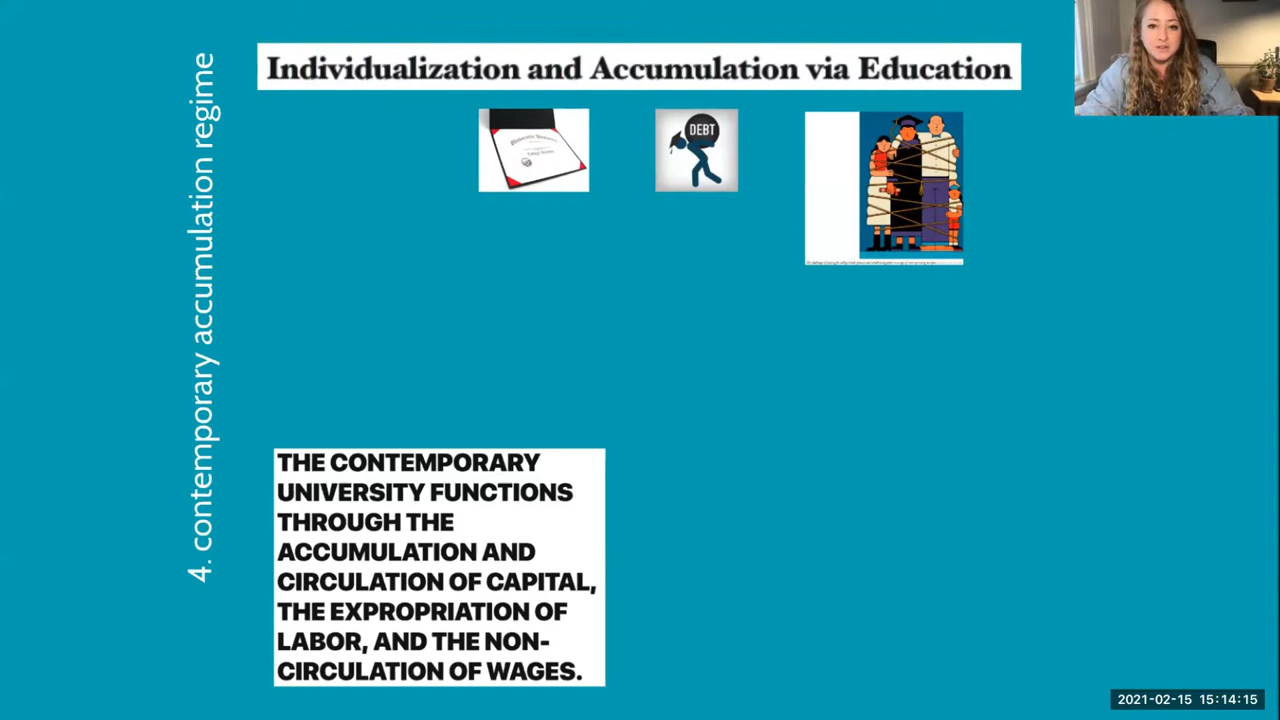 Individualization and Accumulation via Education
4. contemporary accumulation regime
DEBT
THE CONTEMPORARY
UNIVERSITY FUNCTIONS
THROUGH THE
ACCUMULATION AND
CIRCULATION OF CAPITAL,
THE EXPROPRIATION OF
LABOR, AND THE NON-
CIRCULATION OF WAGES.
2021-02-15 15:14:15